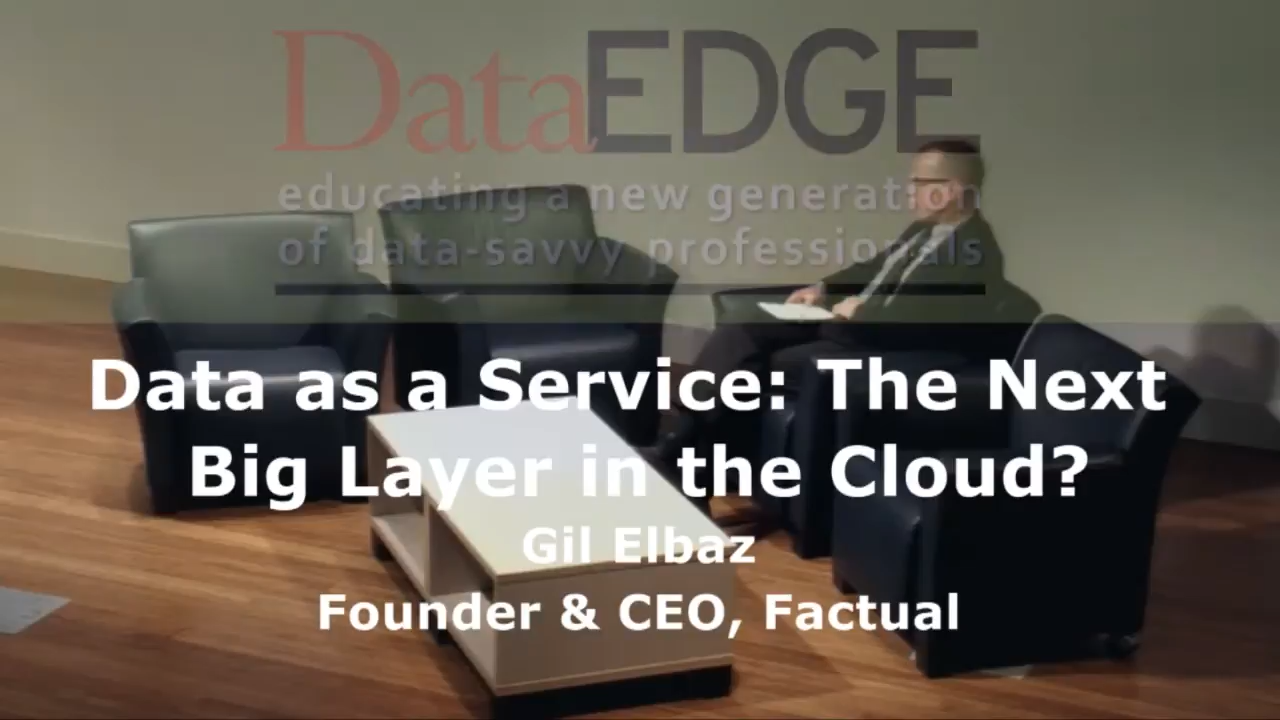 DataEDGE
educating a new generation
of data-savvy professionals
Data as a Service: The Next
Big Layer in the Cloud?
Gil Elbaz
Founder & CEO, Factual